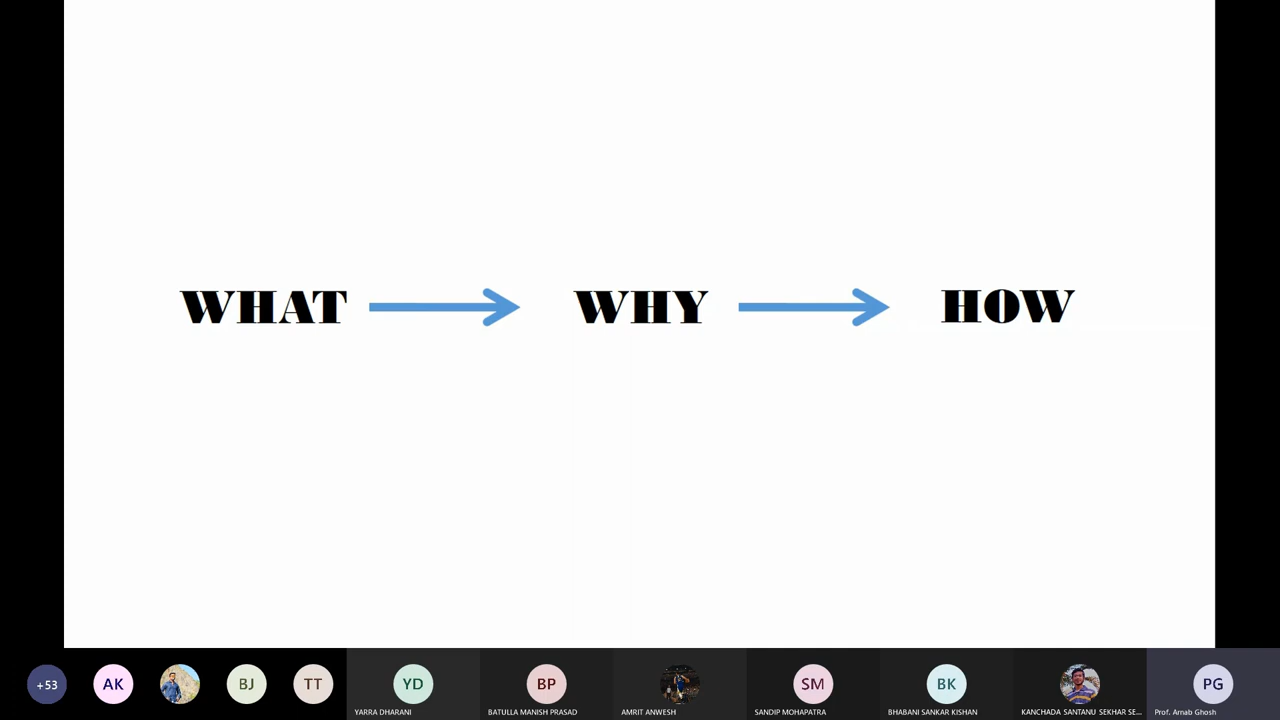 WHAT WHY HOW
+53 AK BJ TT YD BP SM BK PG
YARRA DHARANI BATULLA MANISH PRASAD AMRIT ANWESH SANDIP MOHAPATRA BHABANI SANKAR KISHAN KANCHADA SANTANU SEKHAR SE... Prof. Arnab Ghosh